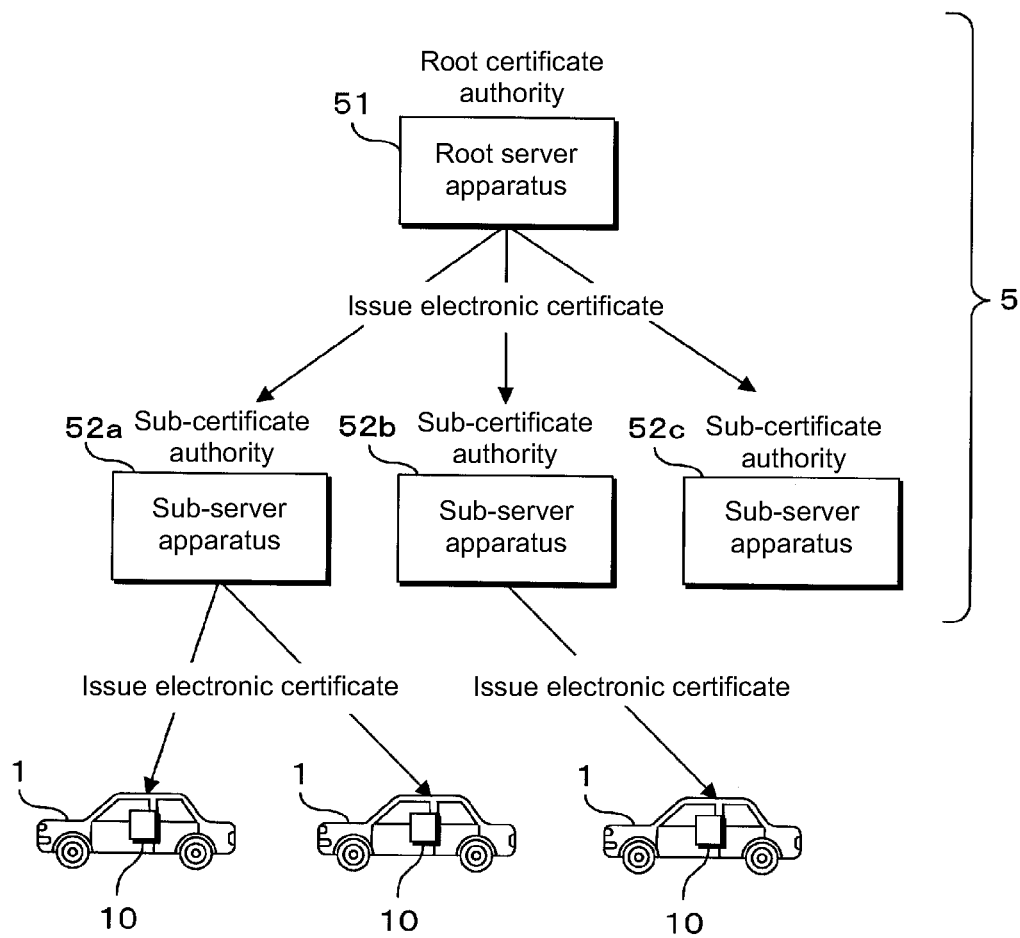 Root certificate
authority
51
Root server
apparatus
Issue electronic certificate
5
52a
Sub-certificate
authority
Sub-server
apparatus
52b
Sub-certificate
authority
Sub-server
apparatus
52c
Sub-certificate
authority
Sub-server
apparatus
Issue electronic certificate
Issue electronic certificate
1
1
1
10
10
10